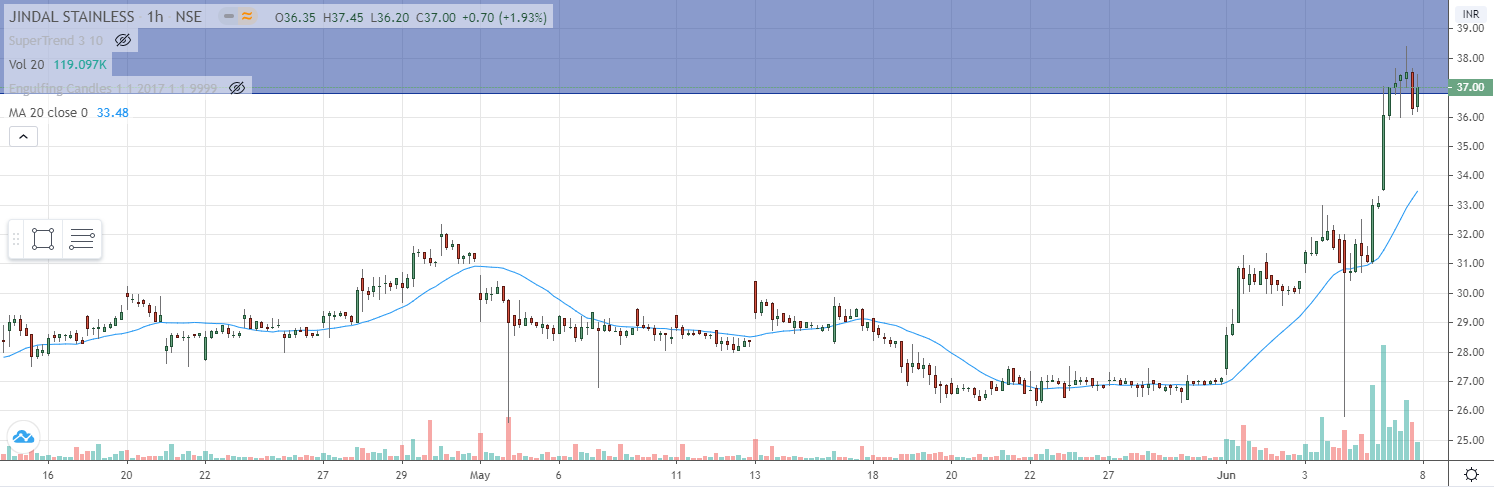 JINDAL STAINLESS 1h NSE O36.35 H37.45 L36.20 C37.00 +0.70 (+1.93%)
INR
SuperTrend 3 10
Vol 20 119.097K
Engulfing Candles 1 1 2017 1 1 9999
MA 20 close 0 33.48
39.00
38.00
37.00
36.00
35.00
34.00
33.00
32.00
31.00
30.00
29.00
28.00
27.00
26.00
25.00
16 20 22 27 29 May 6 11 13 18 20 22 27 Jun 3 8